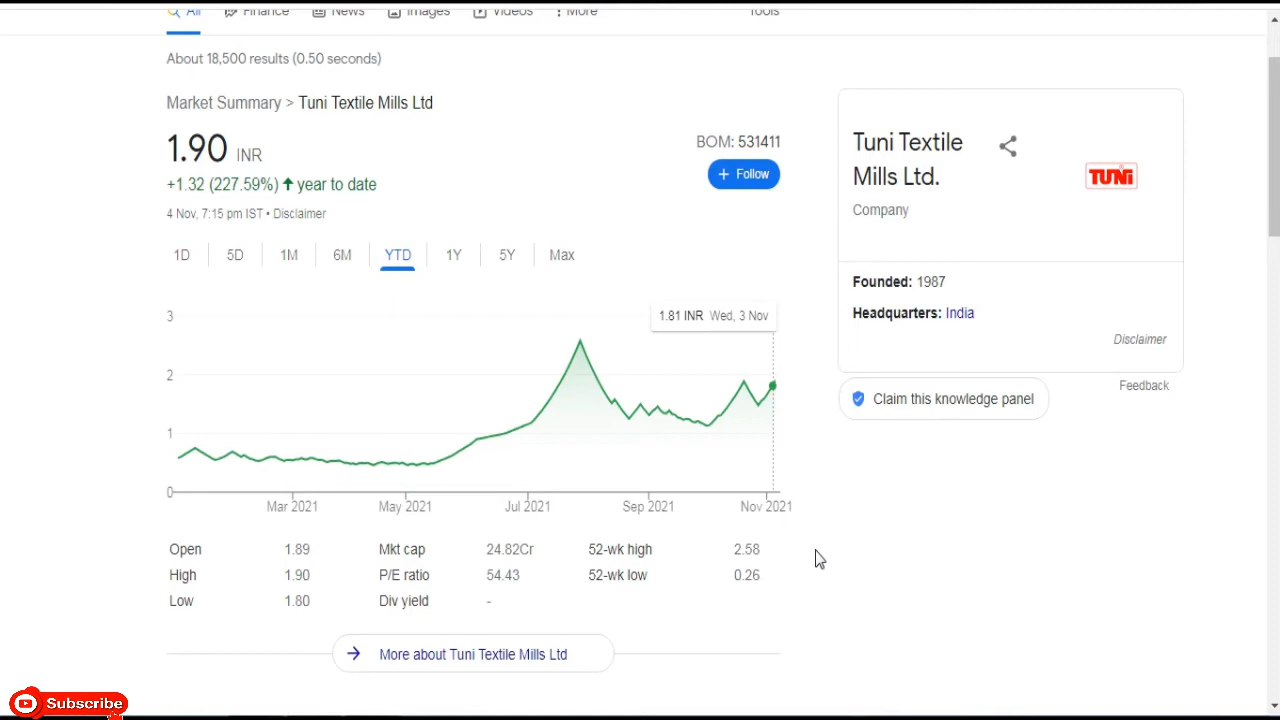 All Finance News Images Videos More Tools
About 18,500 results (0.50 seconds)
Market Summary > Tuni Textile Mills Ltd
1.90 INR
BOM: 531411
+ Follow
+1.32 (227.59%) year to date
4 Nov, 7:15 pm IST • Disclaimer
1D 5D 1M 6M YTD 1Y 5Y Max
1.81 INR Wed, 3 Nov
3
2
1
0
Mar 2021 May 2021 Jul 2021 Sep 2021 Nov 2021
Open 1.89 Mkt cap 24.82Cr 52-wk high 2.58
High 1.90 P/E ratio 54.43 52-wk low 0.26
Low 1.80 Div yield -
More about Tuni Textile Mills Ltd
Tuni Textile
Mills Ltd.
TUNi
Company
Founded: 1987
Headquarters: India
Disclaimer
Feedback
Claim this knowledge panel
Subscribe